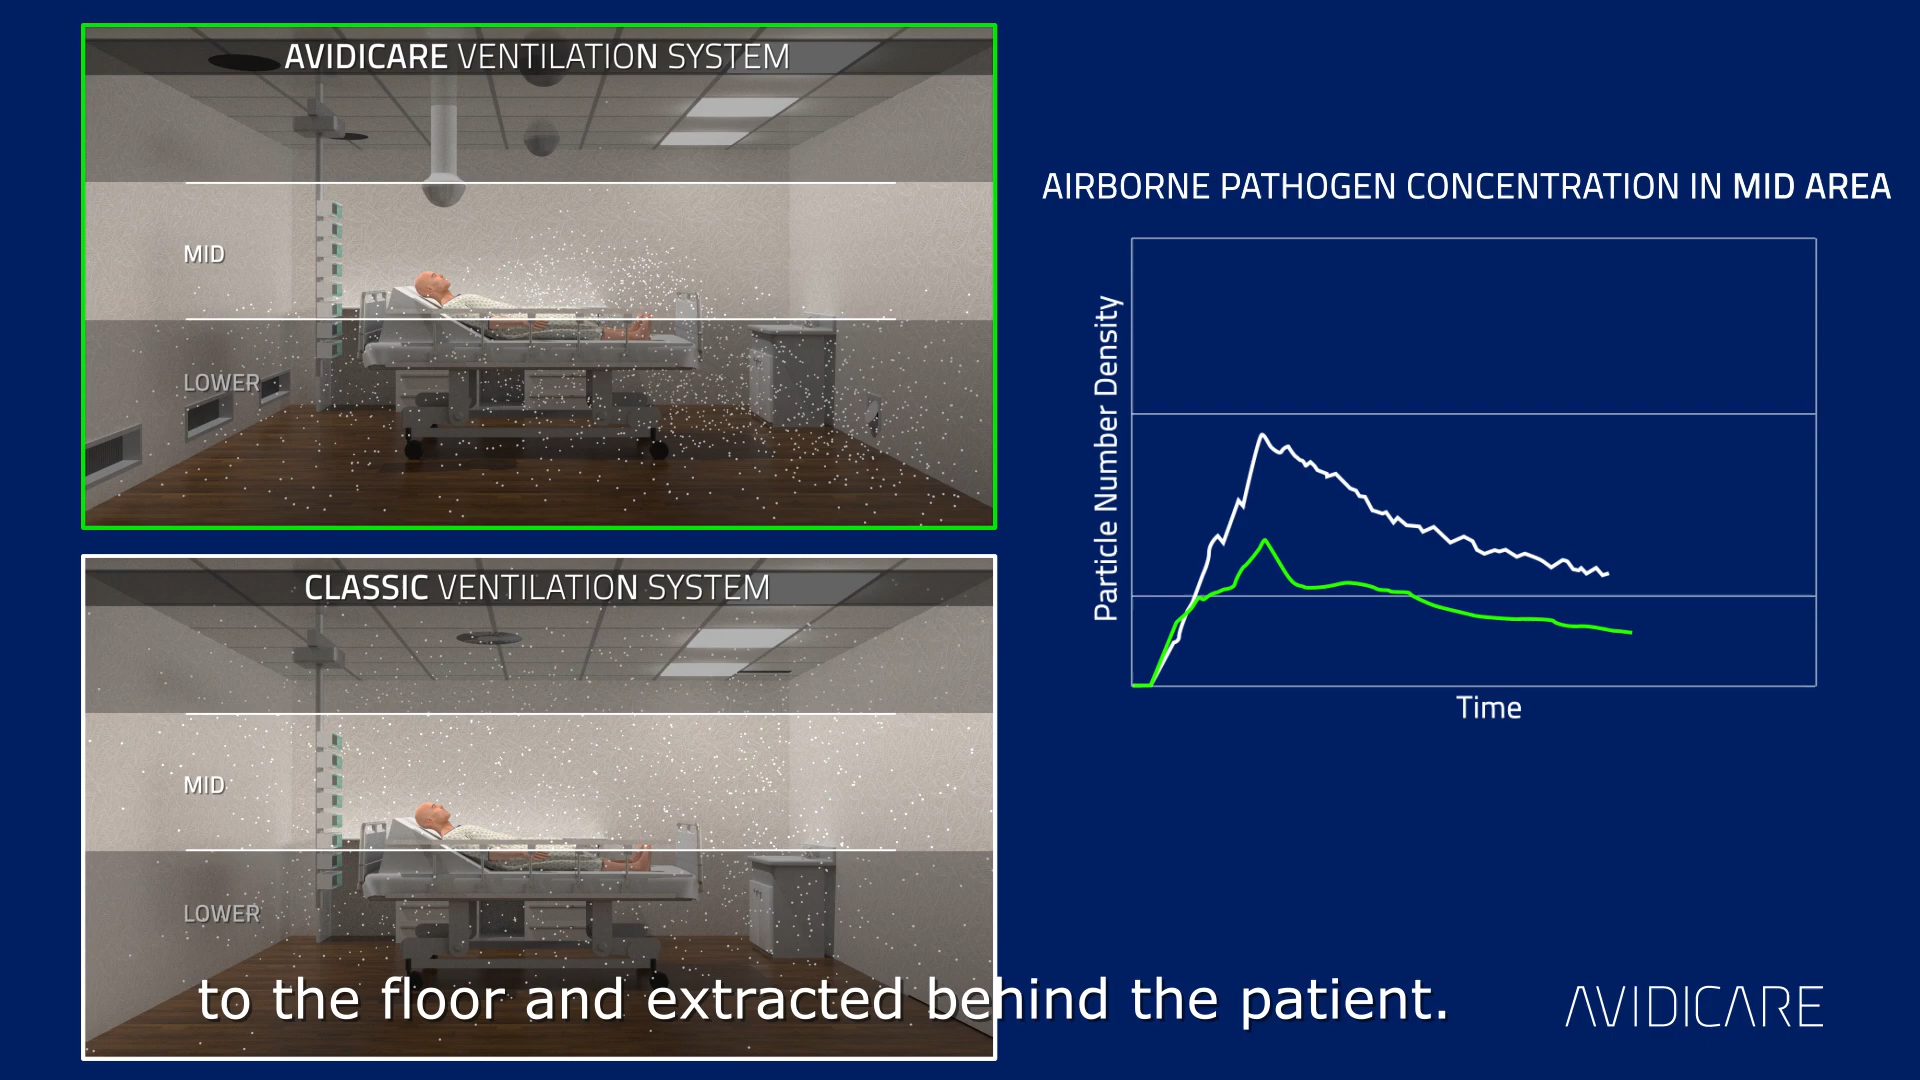 AVIDICARE VENTILATION SYSTEM
MID
LOWER
CLASSIC VENTILATION SYSTEM
MID
LOWER
AIRBORNE PATHOGEN CONCENTRATION IN MID AREA
Particle Number Density
Time
to the floor and extracted behind the patient.
AVIDICARE